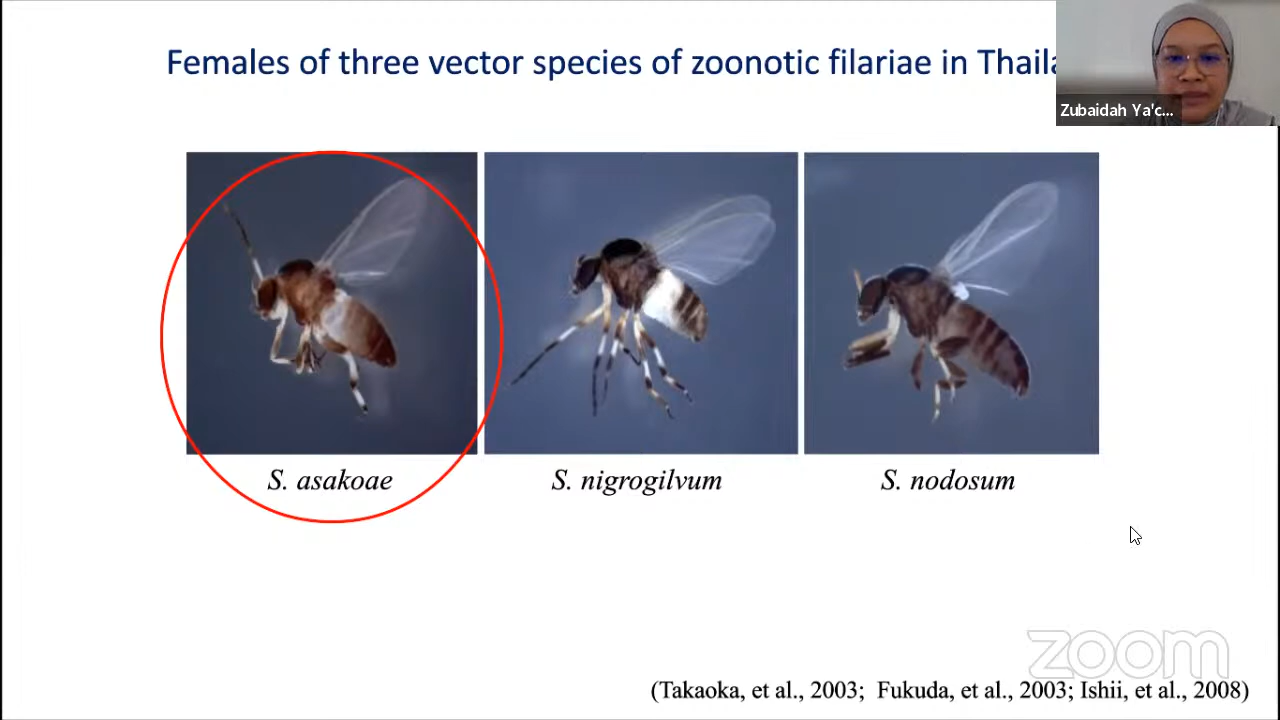 Females of three vector species of zoonotic filariae in Thaila
Zubaidah Ya'c...
S. asakoae
S. nigrogilvum
S. nodosum
zoom
(Takaoka, et al., 2003; Fukuda, et al., 2003; Ishii, et al., 2008)